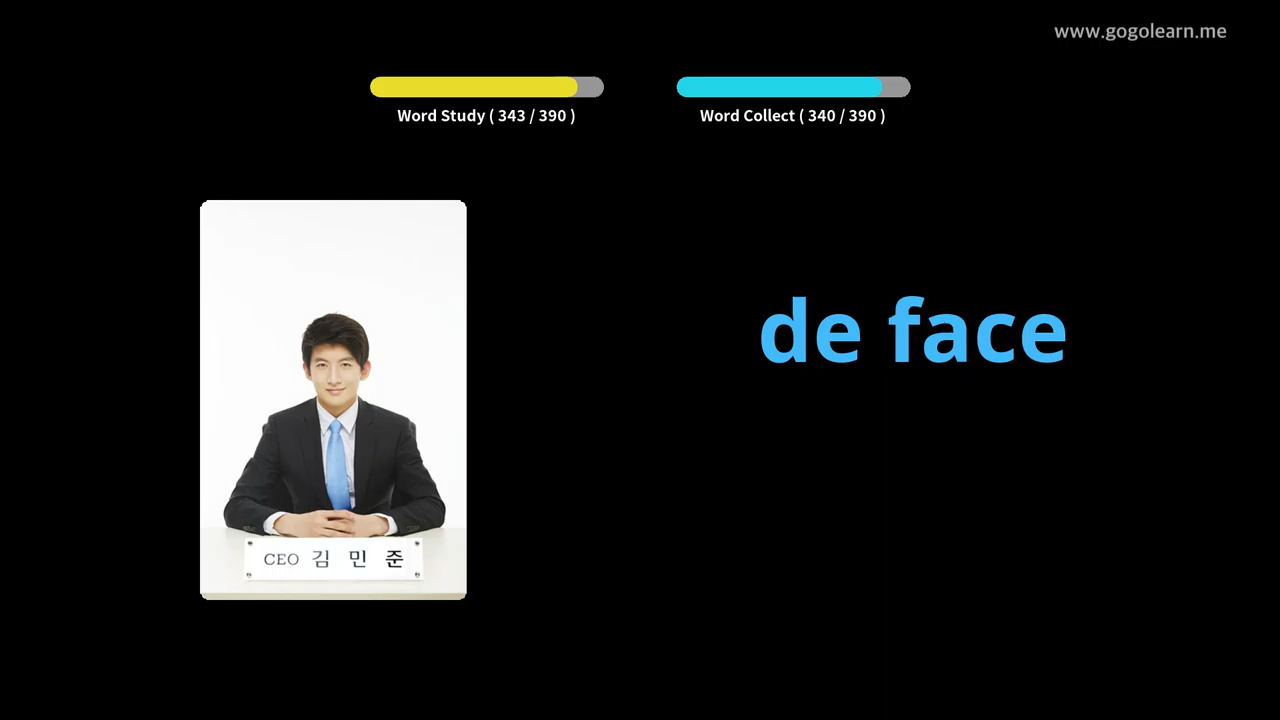 www.gogolearn.me
Word Study ( 343 / 390 )
Word Collect ( 340 / 390 )
de face
CEO 김 민 준